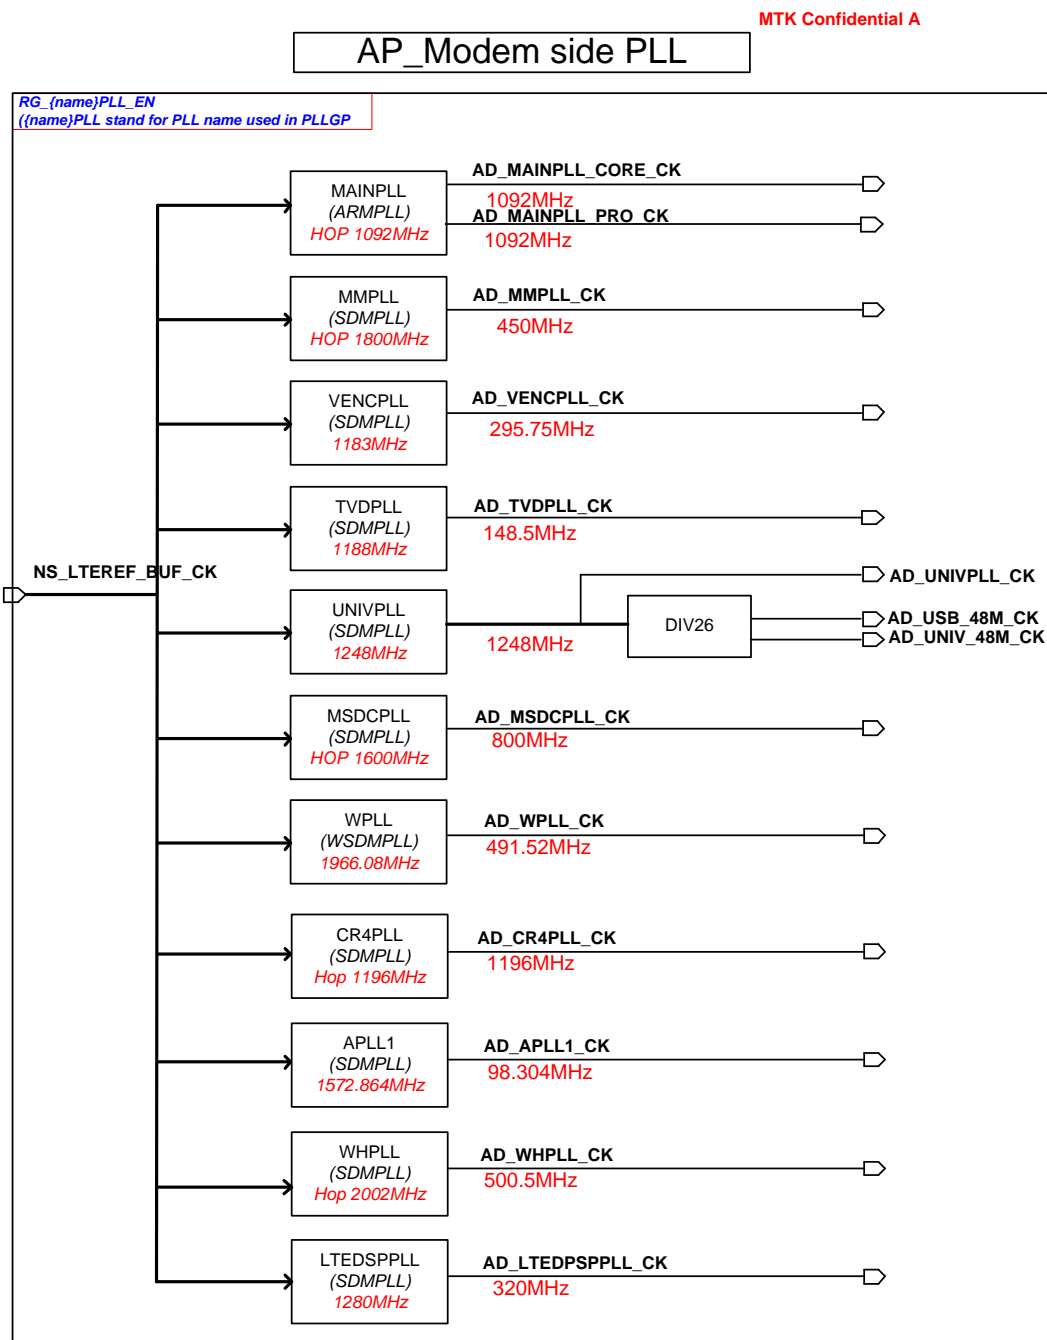 MTK Confidential A
AP_Modem side PLL
RG_{name}PLL_EN
({name}PLL stand for PLL name used in PLLGP
MAINPLL
(ARMPLL)
HOP 1092MHz
AD_MAINPLL_CORE_CK
1092MHz
AD_MAINPLL_PRO_CK
1092MHz
MMPLL
(SDMPLL)
HOP 1800MHz
AD_MMPLL_CK
450MHz
VENCPLL
(SDMPLL)
1183MHz
AD_VENCPLL_CK
295.75MHz
TVDPLL
(SDMPLL)
1188MHz
AD_TVDPLL_CK
148.5MHz
NS_LTEREF_BUF_CK
UNIVPLL
(SDMPLL)
1248MHz
1248MHz
DIV26
AD_UNIVPLL_CK
AD_USB_48M_CK
AD_UNIV_48M_CK
MSDCPLL
(SDMPLL)
HOP 1600MHz
AD_MSDCPLL_CK
800MHz
WPLL
(WSDMPLL)
1966.08MHz
AD_WPLL_CK
491.52MHz
CR4PLL
(SDMPLL)
Hop 1196MHz
AD_CR4PLL_CK
1196MHz
APLL1
(SDMPLL)
1572.864MHz
AD_APLL1_CK
98.304MHz
WHPLL
(SDMPLL)
Hop 2002MHz
AD_WHPLL_CK
500.5MHz
LTEDSPPLL
(SDMPLL)
1280MHz
AD_LTEDPSPPLL_CK
320MHz